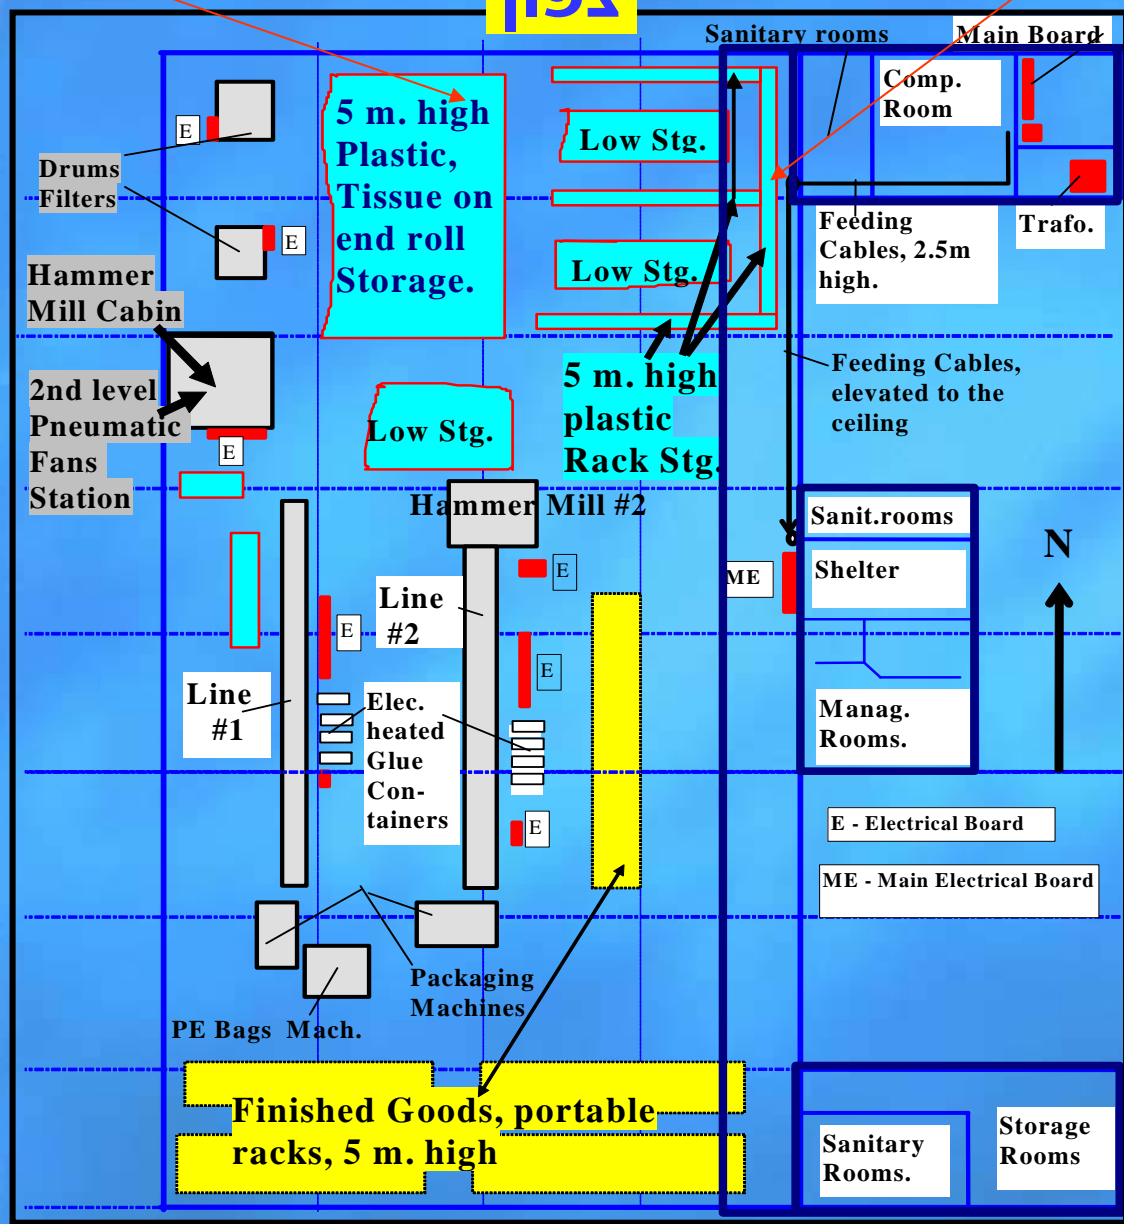 Sanitary rooms
Main Board
Comp.
Room
5 m. high
Plastic,
Tissue on
end roll
Storage.
Low Stg.
E
Drums
Filters
E
Low Stg.
Feeding
Cables, 2.5m
high.
Trafo.
Hammer
Mill Cabin
2nd level
Pneumatic
Fans
Station
E
Low Stg.
5 m. high
plastic
Rack Stg.
Feeding Cables,
elevated to the
ceiling
Hammer Mill #2
Sanit.rooms
N
Shelter
ME
E
Line
#2
E
E
Line
#1
Elec.
heated
Glue
Con-
tainers
Manag.
Rooms.
E
E - Electrical Board
ME - Main Electrical Board
Packaging
Machines
PE Bags Mach.
Finished Goods, portable
racks, 5 m. high
Sanitary
Rooms.
Storage
Rooms